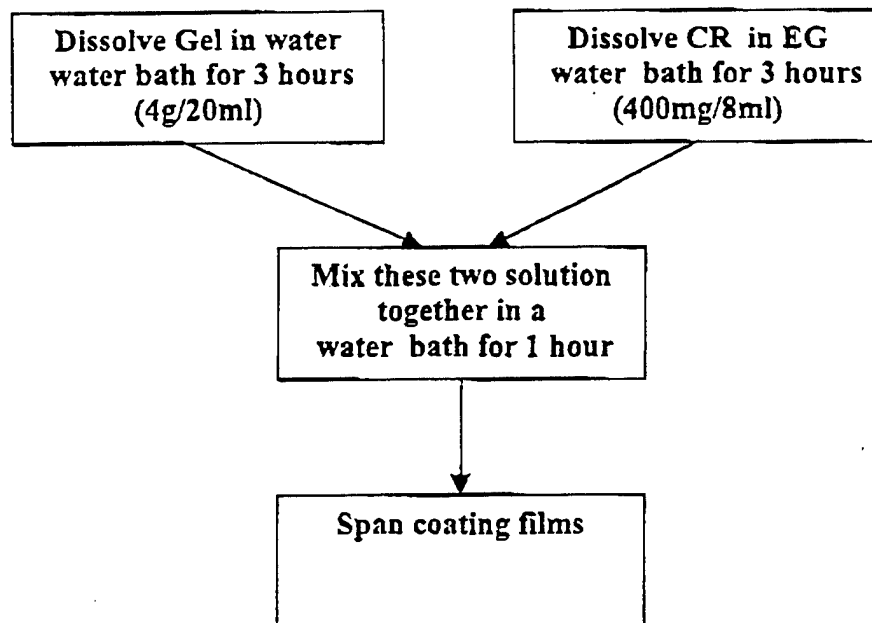 Dissolve Gel in water
water bath for 3 hours
(4g/20ml)
Dissolve CR in EG
water bath for 3 hours
(400mg/8ml)
Mix these two solution
together in a
water bath for 1 hour
Span coating films